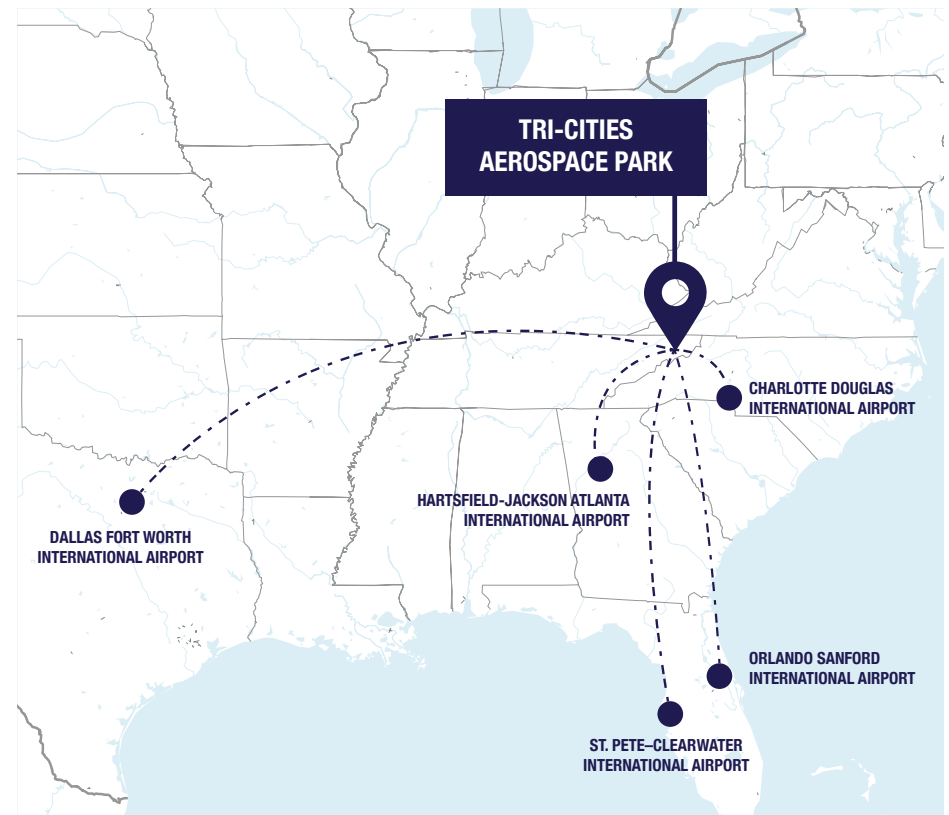 TRI-CITIES
AEROSPACE PARK
CHARLOTTE DOUGLAS
INTERNATIONAL AIRPORT
HARTSFIELD-JACKSON ATLANTA
INTERNATIONAL AIRPORT
DALLAS FORT WORTH
INTERNATIONAL AIRPORT
ORLANDO SANFORD
INTERNATIONAL AIRPORT
ST. PETE–CLEARWATER
INTERNATIONAL AIRPORT